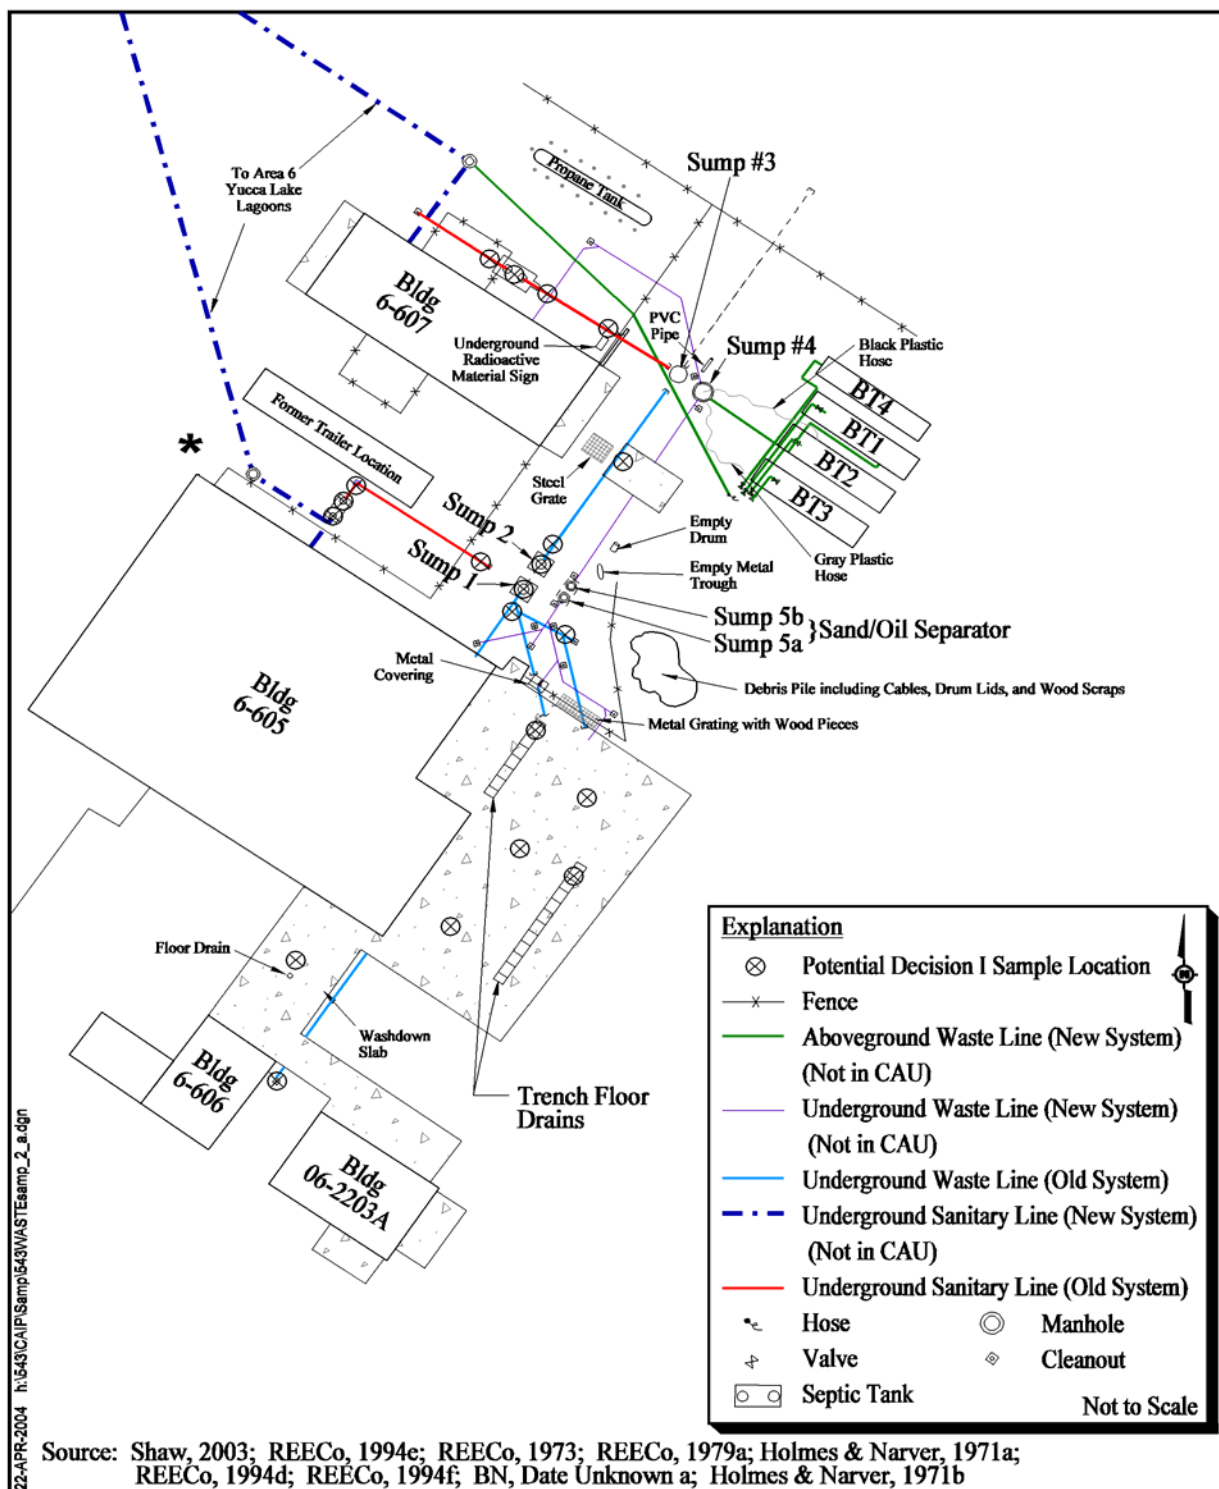 Sump #3
Propane Tank
To Area 6
Yucca Lake
Lagoons
Bldg
6-607
PVC
Pipe
Sump #4
Black Plastic
Hose
Underground
Radioactive
Material Sign
BT4
BT1
BT2
BT3
Former Trailer Location
*
Steel
Grate
Sump 2
Sump 1
Empty
Drum
Gray Plastic
Hose
Empty Metal
Trough
Sump 5b
Sump 5a
}Sand/Oil Separator
Metal
Covering
Debris Pile including Cables, Drum Lids, and Wood Scraps
Bldg
6-605
Metal Grating with Wood Pieces
Floor Drain
Washdown
Slab
Bldg
6-606
Trench Floor
Drains
Bldg
06-2203A
Explanation
N
Potential Decision I Sample Location
Fence
Aboveground Waste Line (New System)
(Not in CAU)
Underground Waste Line (New System)
(Not in CAU)
Underground Waste Line (Old System)
Underground Sanitary Line (New System)
(Not in CAU)
Underground Sanitary Line (Old System)
Hose
Manhole
Valve
Cleanout
Septic Tank
Not to Scale
22-APR-2004 h:\543\CAIP\Samp\543WASTEsamp_2_a.dgn
Source: Shaw, 2003; REECo, 1994e; REECo, 1973; REECo, 1979a; Holmes & Narver, 1971a;
REECo, 1994d; REECo, 1994f; BN, Date Unknown a; Holmes & Narver, 1971b